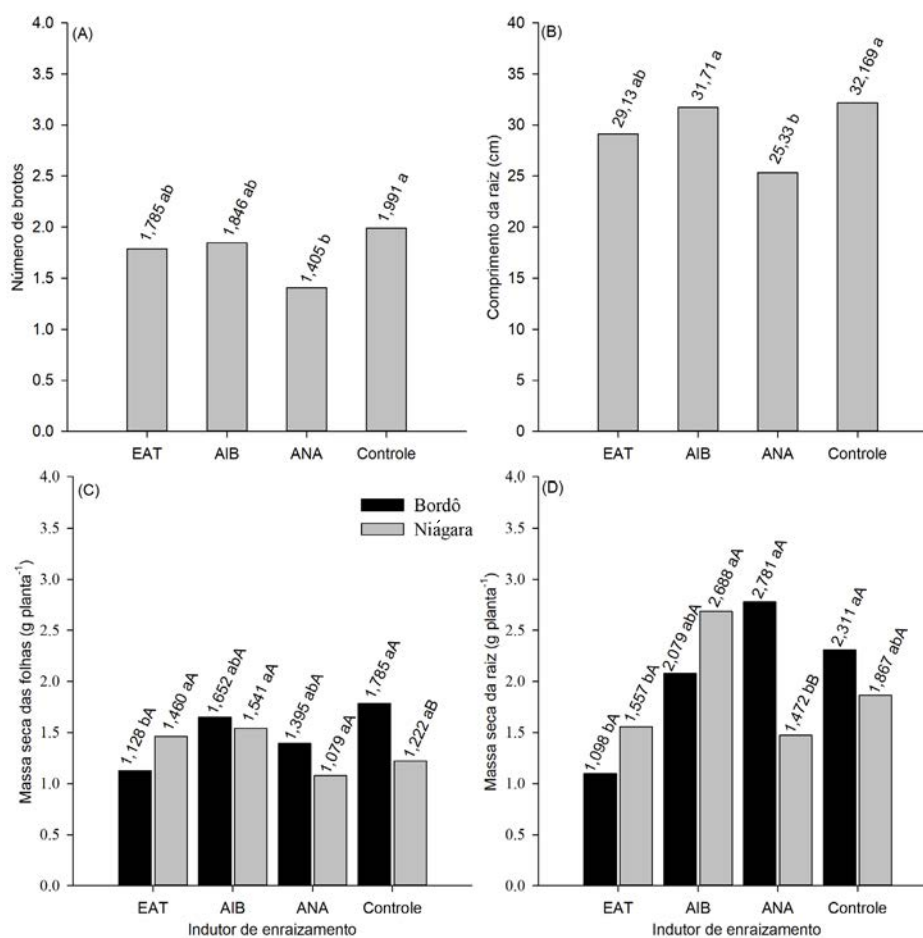 (A)
Número de brotos
4.0
3.5
3.0
2.5
2.0
1.5
1.0
0.5
0.0
1,785 ab
1,846 ab
1,405 b
1,991 a
EAT AIB ANA Controle
(B)
Comprimento da raiz (cm)
40
35
30
25
20
15
10
5
0
29,13 ab
31,71 a
25,33 b
32,169 a
EAT AIB ANA Controle
(C)
Bordô
Niágara
Massa seca das folhas (g planta⁻¹)
4.0
3.5
3.0
2.5
2.0
1.5
1.0
0.5
0.0
1,128 bA
1,460 aA
1,652 abA
1,541 aA
1,395 abA
1,079 aA
1,785 aA
1,222 aB
EAT AIB ANA Controle
Indutor de enraizamento
(D)
Massa seca da raiz (g planta⁻¹)
4.0
3.5
3.0
2.5
2.0
1.5
1.0
0.5
0.0
1,098 bA
1,557 bA
2,079 abA
2,688 aA
2,781 aA
1,472 bB
2,311 aA
1,867 abA
EAT AIB ANA Controle
Indutor de enraizamento